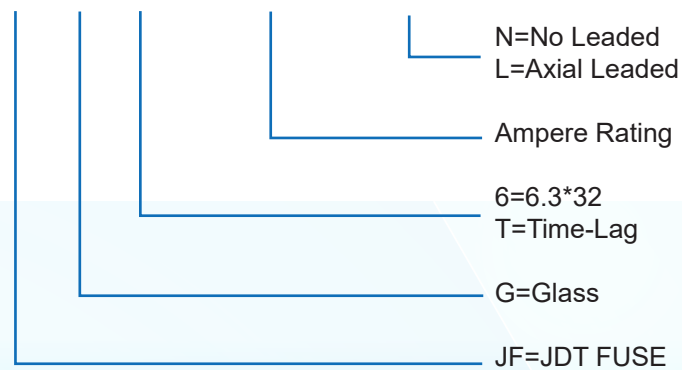 N=No Leaded
L=Axial Leaded
Ampere Rating
6=6.3*32
T=Time-Lag
G=Glass
JF=JDT FUSE